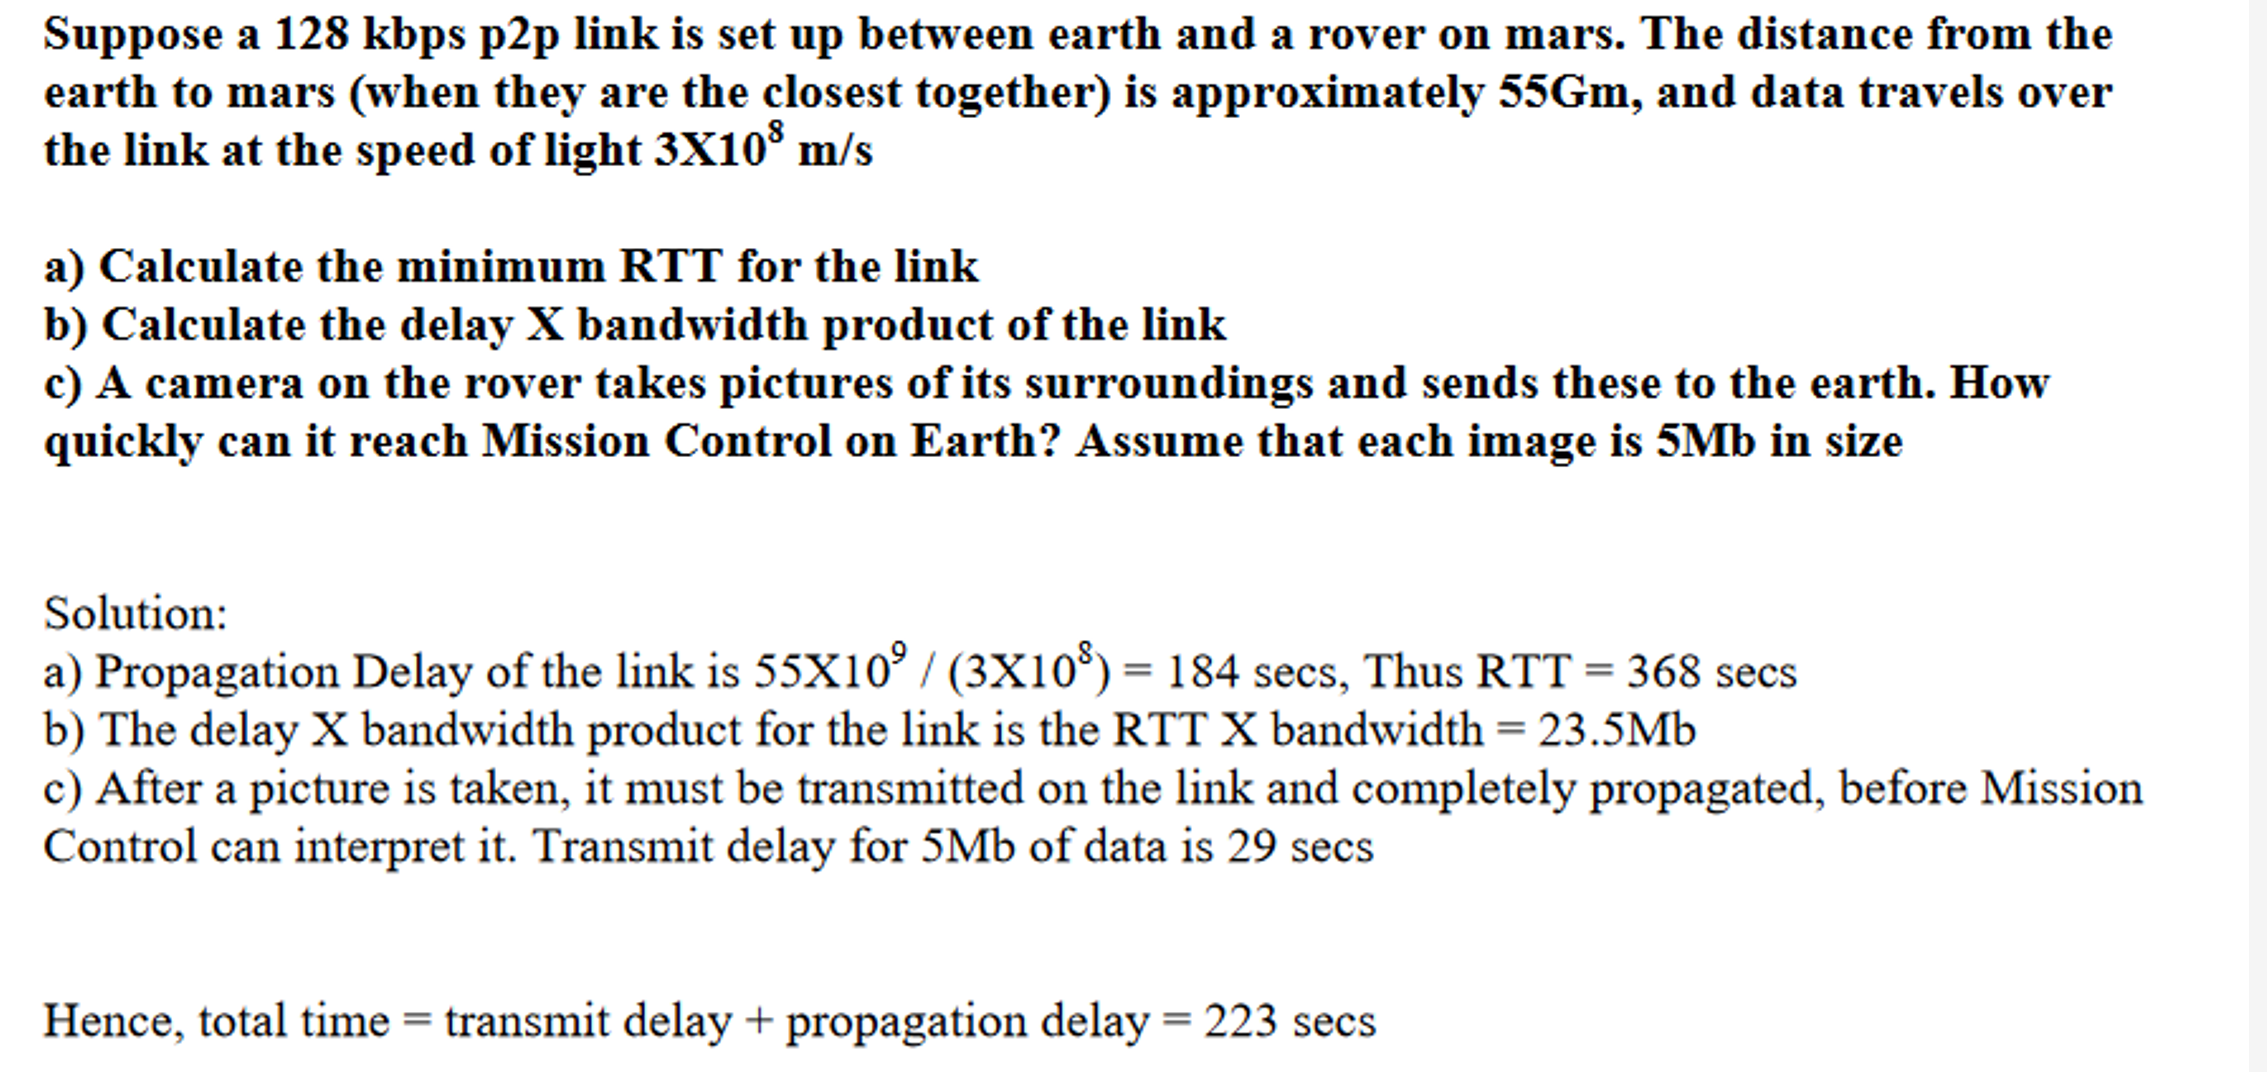 Suppose a 128 kbps p2p link is set up between earth and a rover on mars. The distance from the
earth to mars (when they are the closest together) is approximately 55Gm, and data travels over
the link at the speed of light 3X10⁸ m/s
a) Calculate the minimum RTT for the link
b) Calculate the delay X bandwidth product of the link
c) A camera on the rover takes pictures of its surroundings and sends these to the earth. How
quickly can it reach Mission Control on Earth? Assume that each image is 5Mb in size
Solution:
a) Propagation Delay of the link is 55X10⁹ / (3X10⁸) = 184 secs, Thus RTT = 368 secs
b) The delay X bandwidth product for the link is the RTT X bandwidth = 23.5Mb
c) After a picture is taken, it must be transmitted on the link and completely propagated, before Mission
Control can interpret it. Transmit delay for 5Mb of data is 29 secs
Hence, total time = transmit delay + propagation delay = 223 secs